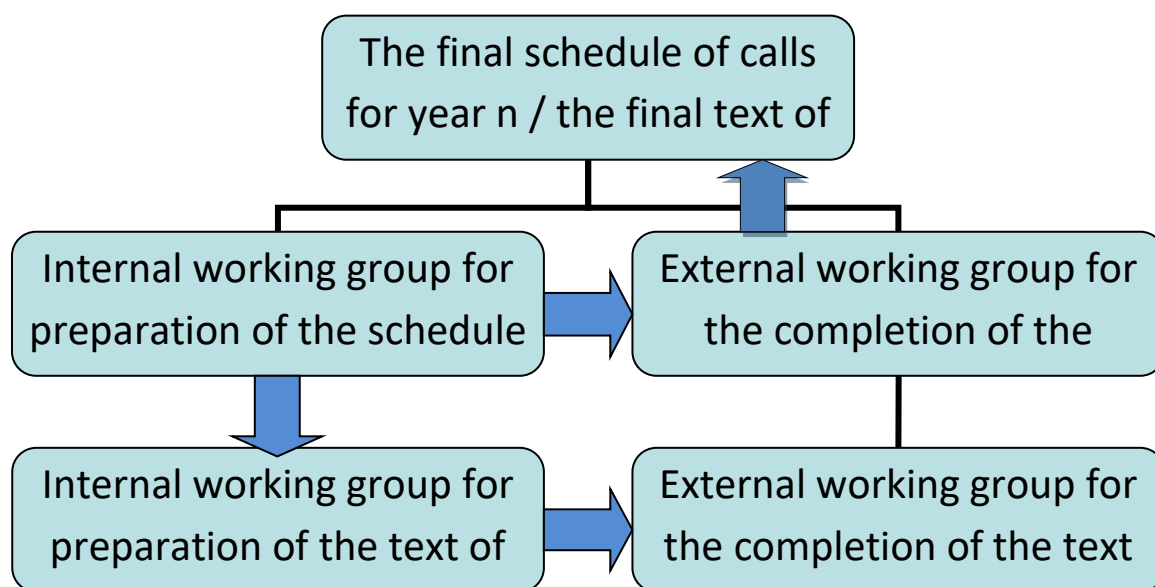 The final schedule of calls
for year n / the final text of
Internal working group for
preparation of the schedule
External working group for
the completion of the
Internal working group for
preparation of the text of
External working group for
the completion of the text